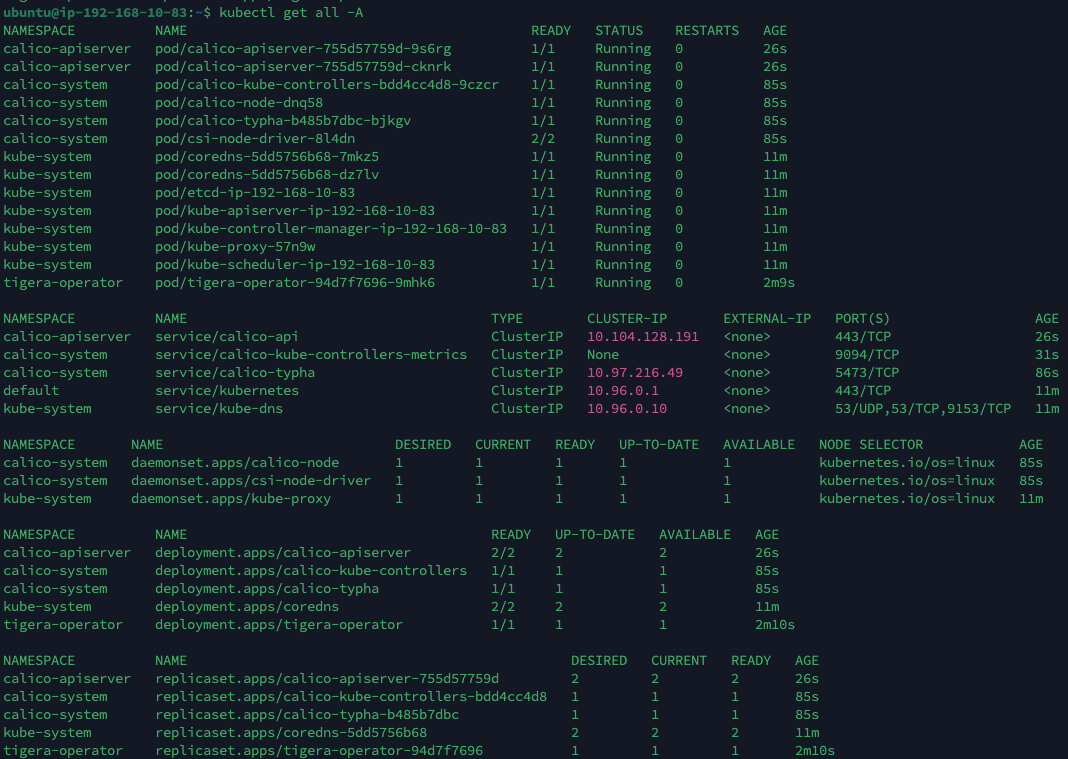 ubuntu@ip-192-168-10-83:~$ kubectl get all -A
NAMESPACE NAME READY STATUS RESTARTS AGE
calico-apiserver pod/calico-apiserver-755d57759d-9s6rg 1/1 Running 0 26s
calico-apiserver pod/calico-apiserver-755d57759d-cknrk 1/1 Running 0 26s
calico-system pod/calico-kube-controllers-bdd4cc4d8-9czcr 1/1 Running 0 85s
calico-system pod/calico-node-dnq58 1/1 Running 0 85s
calico-system pod/calico-typha-b485b7dbc-bjkgv 1/1 Running 0 85s
calico-system pod/csi-node-driver-8l4dn 2/2 Running 0 85s
kube-system pod/coredns-5dd5756b68-7mkz5 1/1 Running 0 11m
kube-system pod/coredns-5dd5756b68-dz7lv 1/1 Running 0 11m
kube-system pod/etcd-ip-192-168-10-83 1/1 Running 0 11m
kube-system pod/kube-apiserver-ip-192-168-10-83 1/1 Running 0 11m
kube-system pod/kube-controller-manager-ip-192-168-10-83 1/1 Running 0 11m
kube-system pod/kube-proxy-57n9w 1/1 Running 0 11m
kube-system pod/kube-scheduler-ip-192-168-10-83 1/1 Running 0 11m
tigera-operator pod/tigera-operator-94d7f7696-9mhk6 1/1 Running 0 2m9s
NAMESPACE NAME TYPE CLUSTER-IP EXTERNAL-IP PORT(S) AGE
calico-apiserver service/calico-api ClusterIP 10.104.128.191 <none> 443/TCP 26s
calico-system service/calico-kube-controllers-metrics ClusterIP None <none> 9094/TCP 31s
calico-system service/calico-typha ClusterIP 10.97.216.49 <none> 5473/TCP 86s
default service/kubernetes ClusterIP 10.96.0.1 <none> 443/TCP 11m
kube-system service/kube-dns ClusterIP 10.96.0.10 <none> 53/UDP,53/TCP,9153/TCP 11m
NAMESPACE NAME DESIRED CURRENT READY UP-TO-DATE AVAILABLE NODE SELECTOR AGE
calico-system daemonset.apps/calico-node 1 1 1 1 1 kubernetes.io/os=linux 85s
calico-system daemonset.apps/csi-node-driver 1 1 1 1 1 kubernetes.io/os=linux 85s
kube-system daemonset.apps/kube-proxy 1 1 1 1 1 kubernetes.io/os=linux 11m
NAMESPACE NAME READY UP-TO-DATE AVAILABLE AGE
calico-apiserver deployment.apps/calico-apiserver 2/2 2 2 26s
calico-system deployment.apps/calico-kube-controllers 1/1 1 1 85s
calico-system deployment.apps/calico-typha 1/1 1 1 85s
kube-system deployment.apps/coredns 2/2 2 2 11m
tigera-operator deployment.apps/tigera-operator 1/1 1 1 2m10s
NAMESPACE NAME DESIRED CURRENT READY AGE
calico-apiserver replicaset.apps/calico-apiserver-755d57759d 2 2 2 26s
calico-system replicaset.apps/calico-kube-controllers-bdd4cc4d8 1 1 1 85s
calico-system replicaset.apps/calico-typha-b485b7dbc 1 1 1 85s
kube-system replicaset.apps/coredns-5dd5756b68 2 2 2 11m
tigera-operator replicaset.apps/tigera-operator-94d7f7696 1 1 1 2m10s